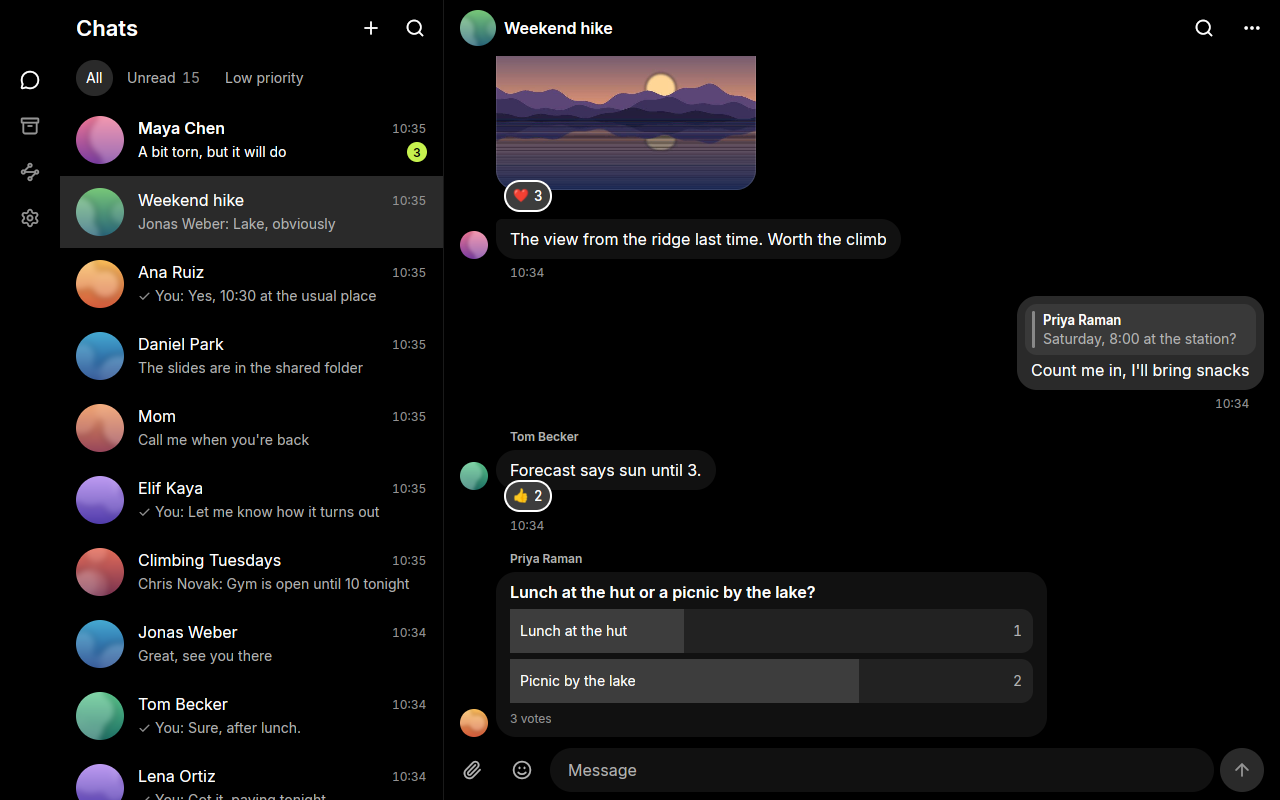 Chats
All
Unread 15
Low priority
Maya Chen
10:35
A bit torn, but it will do
3
Weekend hike
10:35
Jonas Weber: Lake, obviously
Ana Ruiz
10:35
You: Yes, 10:30 at the usual place
Daniel Park
10:35
The slides are in the shared folder
Mom
10:35
Call me when you're back
Elif Kaya
10:35
You: Let me know how it turns out
Climbing Tuesdays
10:35
Chris Novak: Gym is open until 10 tonight
Jonas Weber
10:34
Great, see you there
Tom Becker
10:34
You: Sure, after lunch.
Lena Ortiz
10:34
You: Got it, paying tonight
Weekend hike
3
The view from the ridge last time. Worth the climb
10:34
Priya Raman
Saturday, 8:00 at the station?
Count me in, I'll bring snacks
10:34
Tom Becker
Forecast says sun until 3.
2
10:34
Priya Raman
Lunch at the hut or a picnic by the lake?
Lunch at the hut
1
Picnic by the lake
2
3 votes
Message